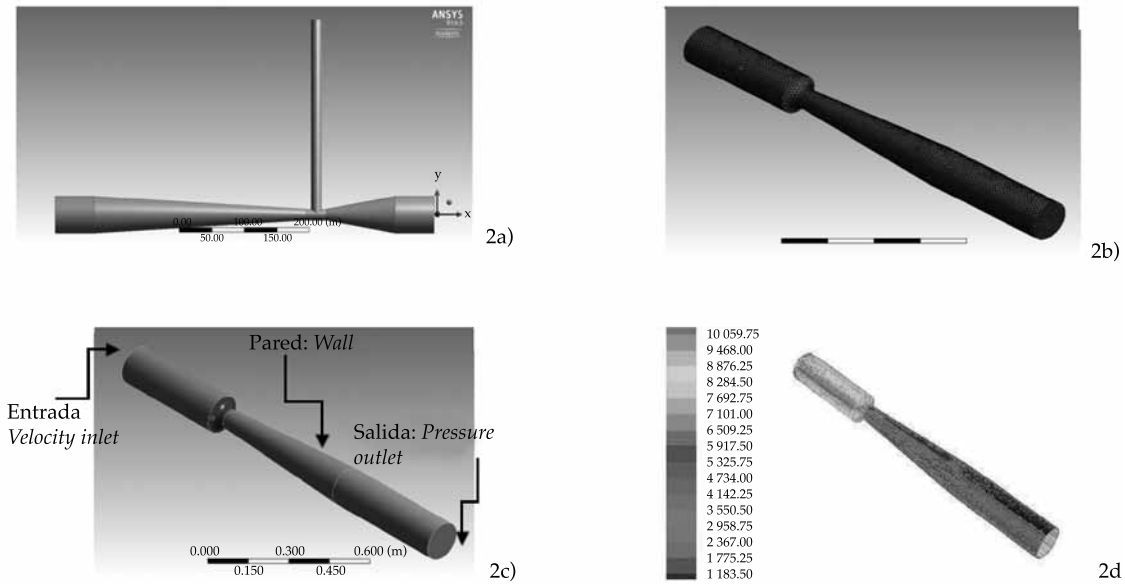 ANSYS
y
x
0.00 100.00 200.00 (m)
50.00 150.00
2a)
2b)
Pared: Wall
Entrada
Velocity inlet
Salida: Pressure
outlet
0.000 0.300 0.600 (m)
0.150 0.450
2c)
10 059.75
9 468.00
8 876.25
8 284.50
7 692.75
7 101.00
6 509.25
5 917.50
5 325.75
4 734.00
4 142.25
3 550.50
2 958.75
2 367.00
1 775.25
1 183.50
2d